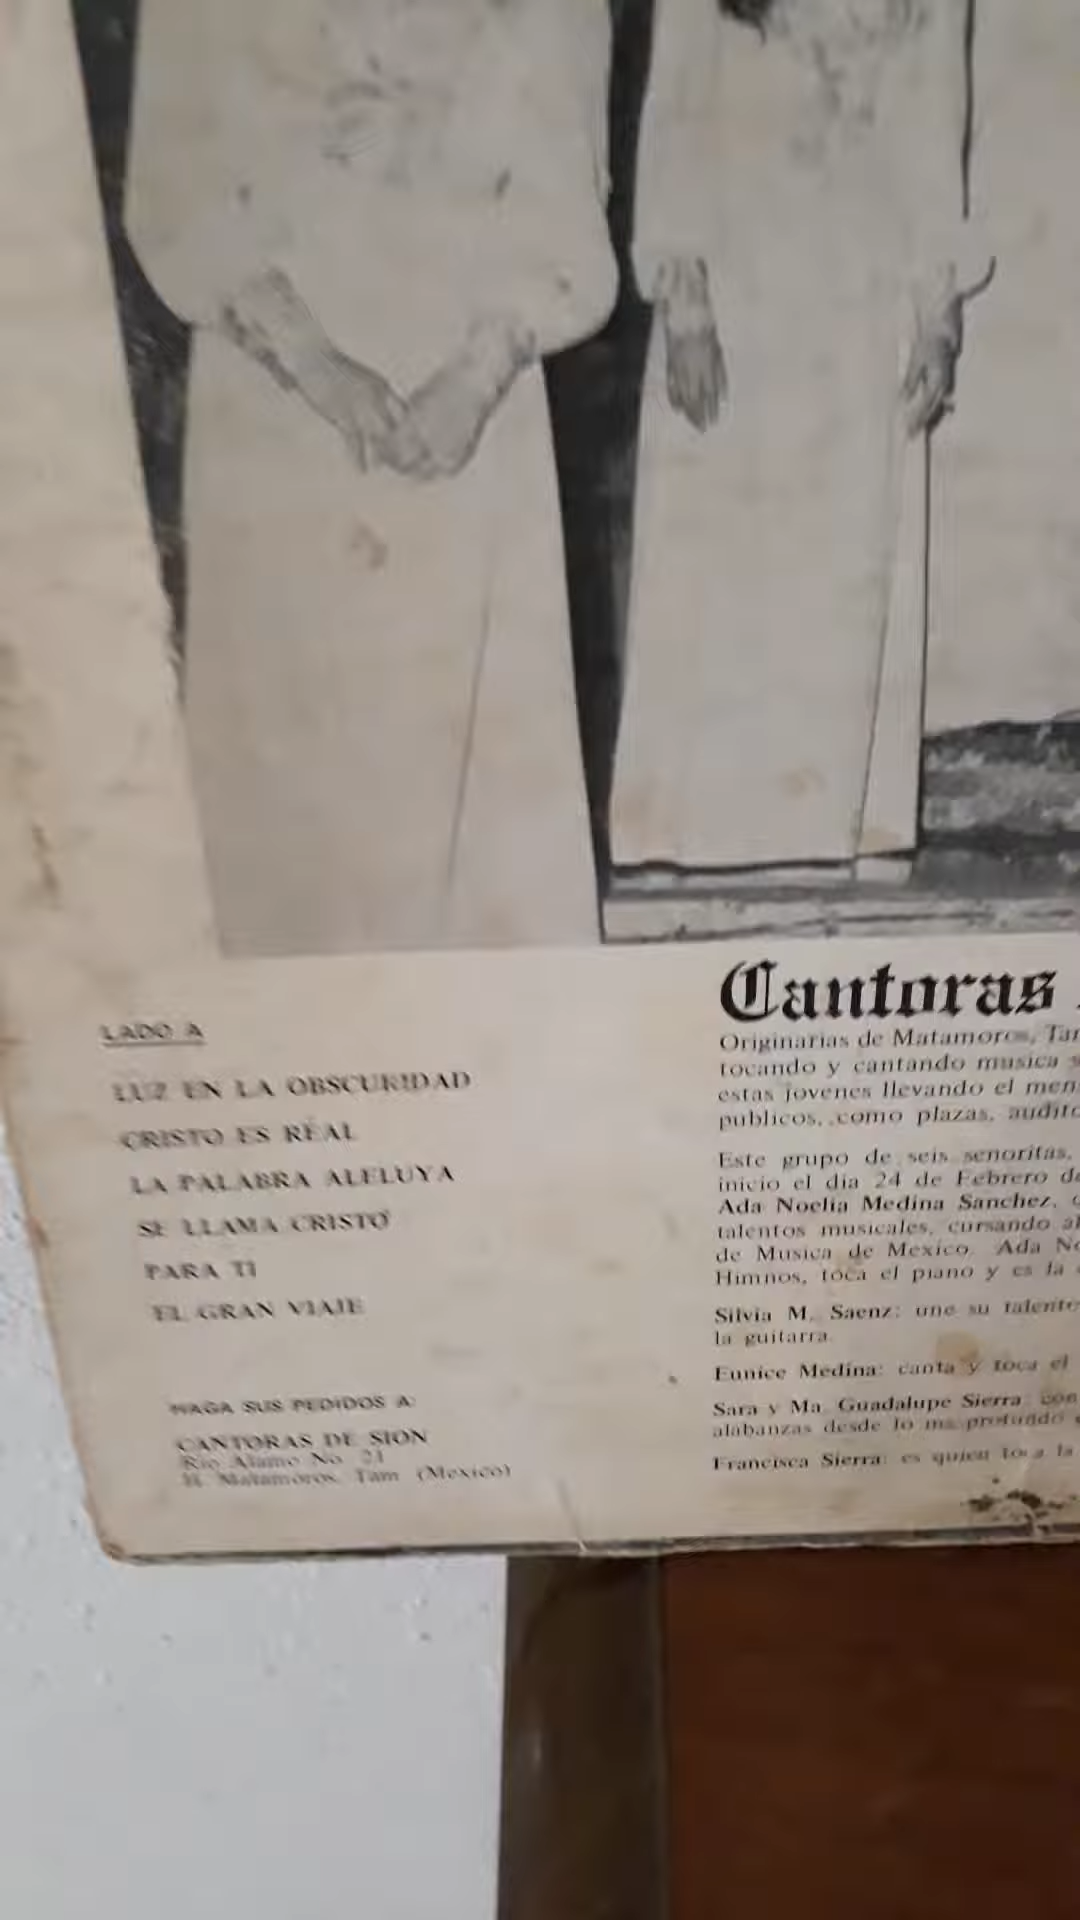 LADO A
LUZ EN LA OBSCURIDAD
CRISTO ES REAL
LA PALABRA ALELUYA
SE LLAMA CRISTO
PARA TI
EL GRAN VIAJE
HAGA SUS PEDIDOS A:
CANTORAS DE SION
Rio Alamo No. 21
H. Matamoros, Tam. (Mexico)
Cantoras
Originarias de Matamoros,
tocando y cantando musica
estas jovenes llevando el
publicos, como plazas,
Este grupo de seis senoritas,
inicio el dia 24 de Febrero
Ada Noelia Medina Sanchez,
talentos musicales, cursando
de Musica de Mexico. Ada
Himnos, toca el piano y es la
Silvia M. Saenz: une su talento
la guitarra.
Eunice Medina: canta y toca el
Sara y Ma. Guadalupe Sierra:
alabanzas desde lo mas profundo
Francisca Sierra: es quien toca la